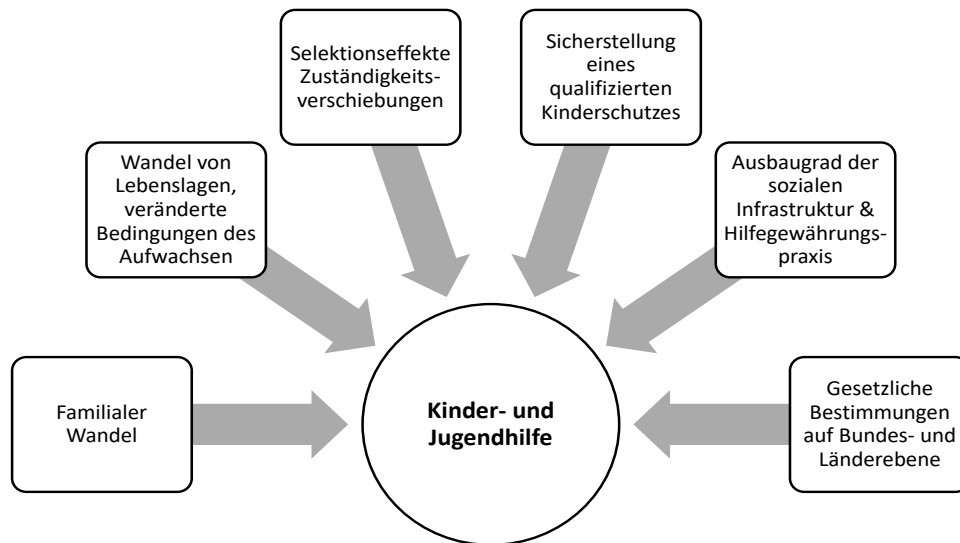 Selektionseffekte
Zuständigkeits-
verschiebungen
Sicherstellung
eines
qualifizierten
Kinderschutzes
Wandel von
Lebenslagen,
veränderte
Bedingungen des
Aufwachsen
Ausbaugrad der
sozialen
Infrastruktur &
Hilfegewährungs-
praxis
Familialer
Wandel
Kinder- und
Jugendhilfe
Gesetzliche
Bestimmungen
auf Bundes- und
Länderebene